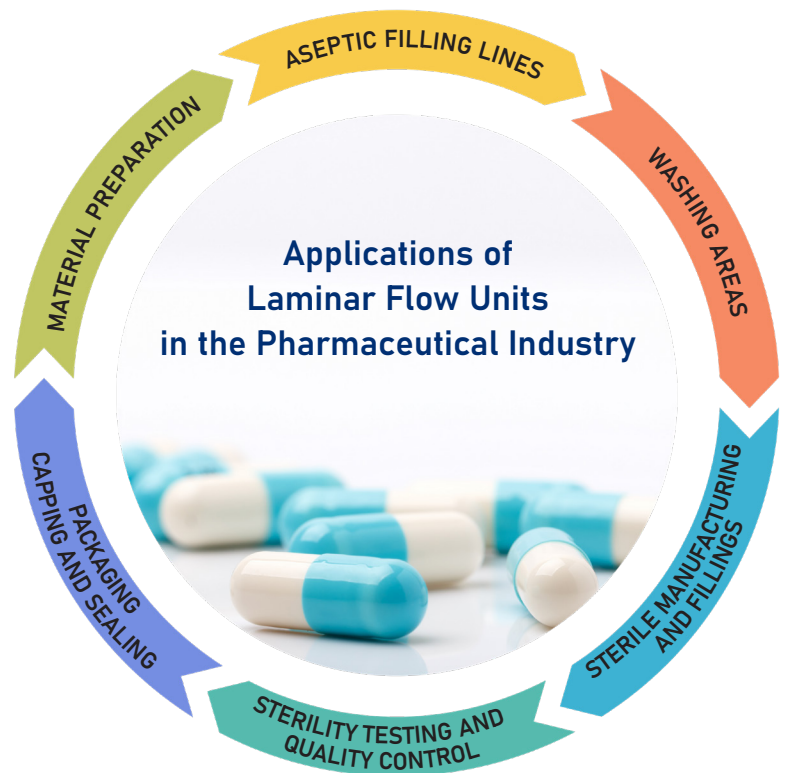 Applications of
Laminar Flow Units
in the Pharmaceutical Industry
ASEPTIC FILLING LINES
WASHING AREAS
STERILE MANUFACTURING
AND FILLINGS
STERILITY TESTING AND
QUALITY CONTROL
PACKAGING
CAPPING AND SEALING
MATERIAL PREPARATION